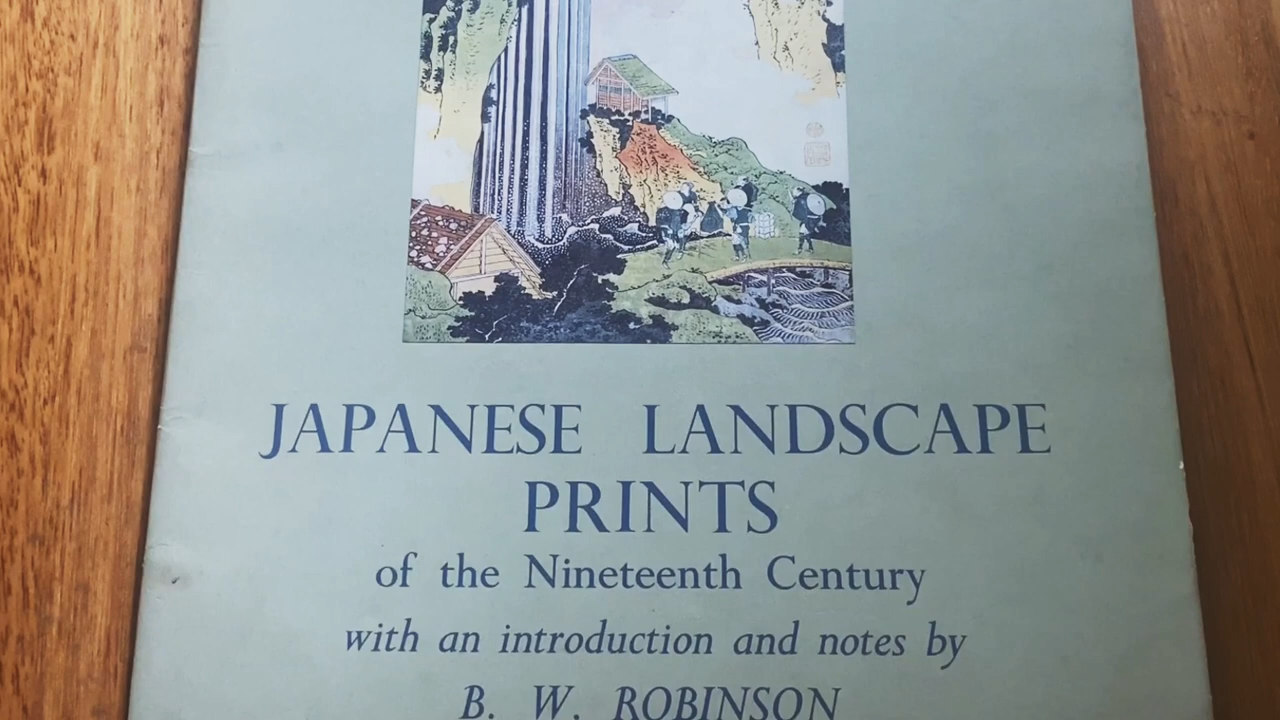 JAPANESE LANDSCAPE
PRINTS
of the Nineteenth Century
with an introduction and notes by
B. W. ROBINSON